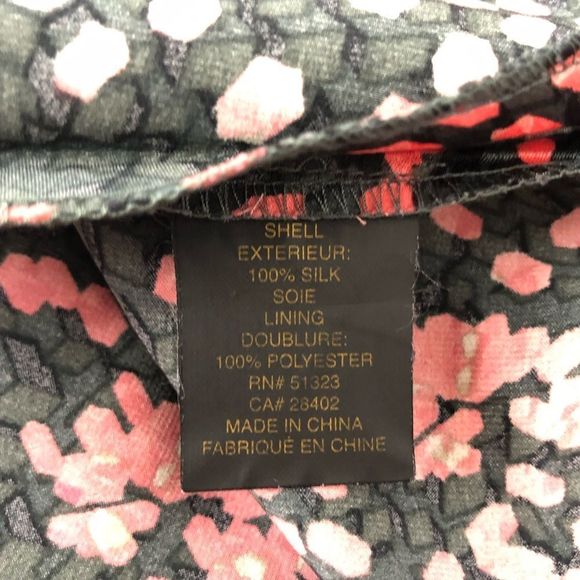 SHELL
EXTERIEUR:
100% SILK
SOIE
LINING
DOUBLURE:
100% POLYESTER
RN# 51323
CA# 28402
MADE IN CHINA
FABRIQUÉ EN CHINE